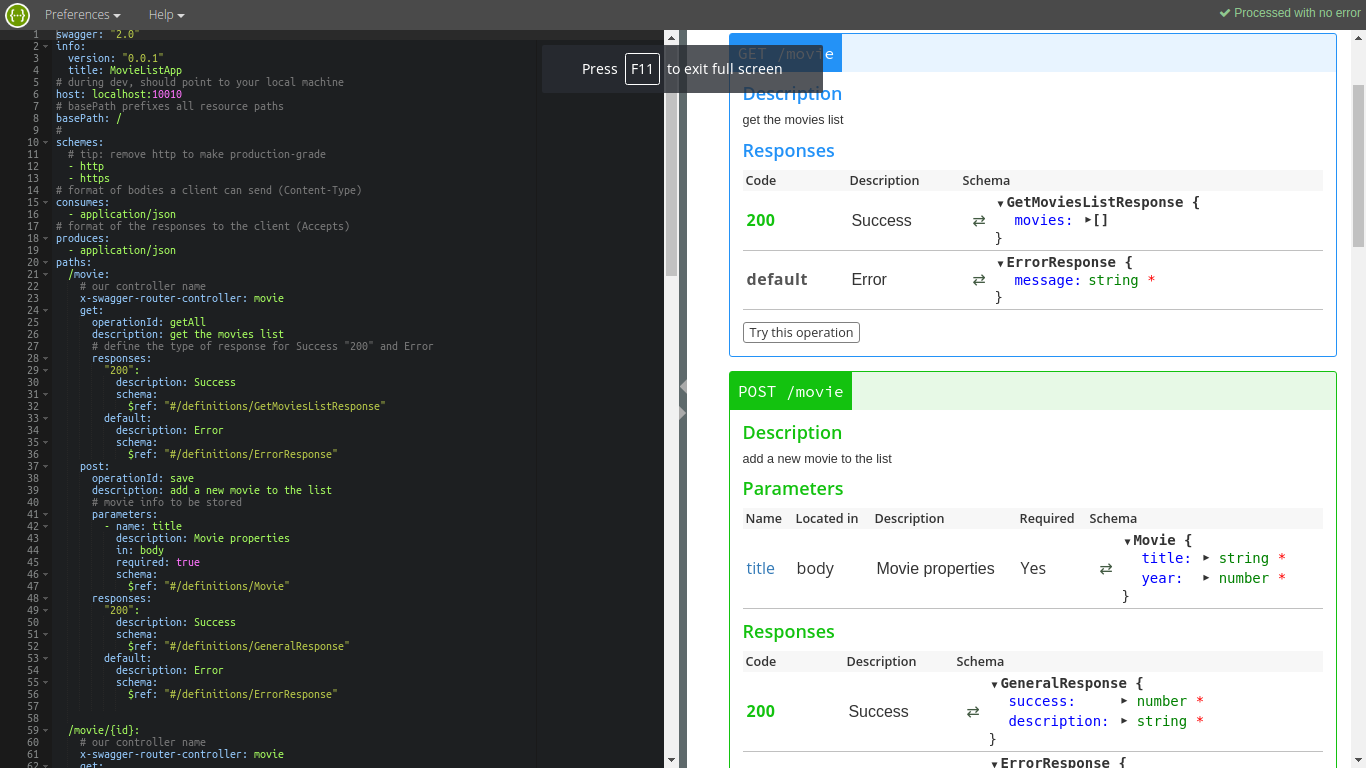 {···}
Preferences
Help
Processed with no error
Press F11 to exit full screen
1 swagger: "2.0"
2 info:
3 version: "0.0.1"
4 title: MovieListApp
5 # during dev, should point to your local machine
6 host: localhost:10010
7 # basePath prefixes all resource paths
8 basePath: /
9 #
10 schemes:
11 # tip: remove http to make production-grade
12 - http
13 - https
14 # format of bodies a client can send (Content-Type)
15 consumes:
16 - application/json
17 # format of the responses to the client (Accepts)
18 produces:
19 - application/json
20 paths:
21 /movie:
22 # our controller name
23 x-swagger-router-controller: movie
24 get:
25 operationId: getAll
26 description: get the movies list
27 # define the type of response for Success "200" and Error
28 responses:
29 "200":
30 description: Success
31 schema:
32 $ref: "#/definitions/GetMoviesListResponse"
33 default:
34 description: Error
35 schema:
36 $ref: "#/definitions/ErrorResponse"
37 post:
38 operationId: save
39 description: add a new movie to the list
40 # movie info to be stored
41 parameters:
42 - name: title
43 description: Movie properties
44 in: body
45 required: true
46 schema:
47 $ref: "#/definitions/Movie"
48 responses:
49 "200":
50 description: Success
51 schema:
52 $ref: "#/definitions/GeneralResponse"
53 default:
54 description: Error
55 schema:
56 $ref: "#/definitions/ErrorResponse"
57
58
59 /movie/{id}:
60 # our controller name
61 x-swagger-router-controller: movie
62 get:
GET /movie
Description
get the movies list
Responses
Code Description Schema
200 Success ⇄ GetMoviesListResponse {
movies: []
}
default Error ⇄ ErrorResponse {
message: string *
}
Try this operation
POST /movie
Description
add a new movie to the list
Parameters
Name Located in Description Required Schema
title body Movie properties Yes ⇄ Movie {
title: string *
year: number *
}
Responses
Code Description Schema
200 Success ⇄ GeneralResponse {
success: number *
description: string *
}
ErrorResponse {